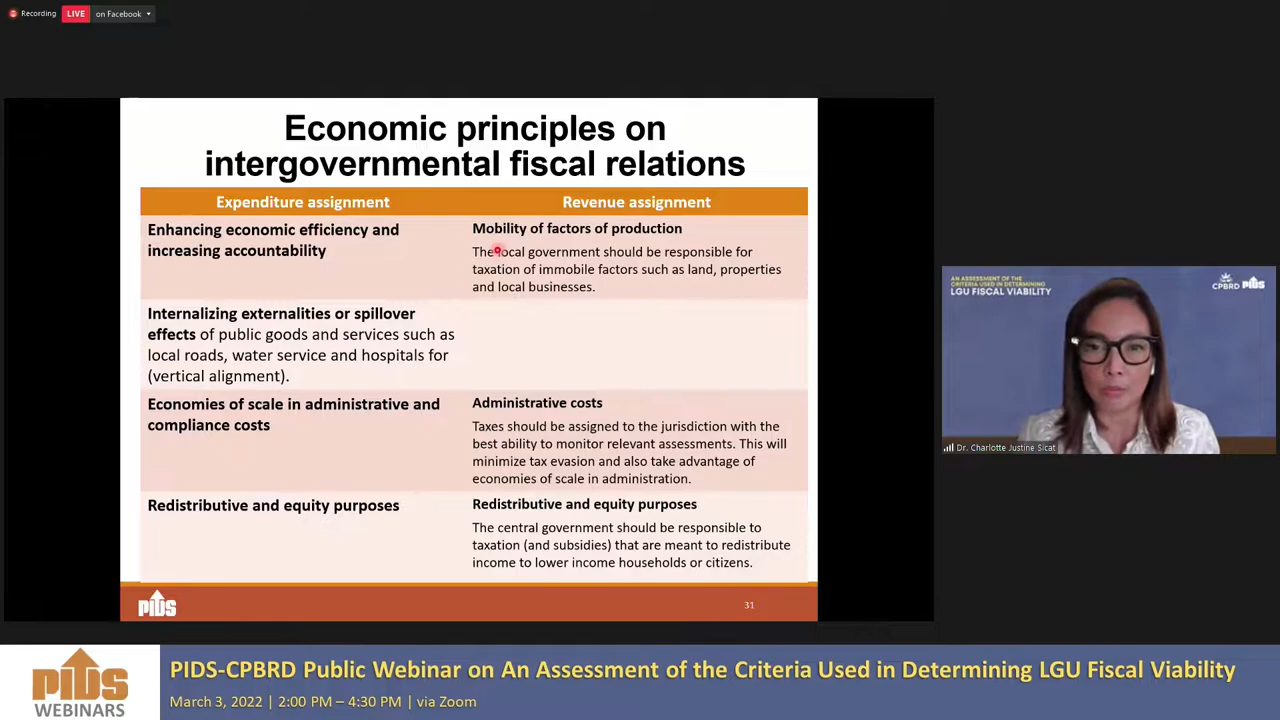 Recording
LIVE
on Facebook
Economic principles on
intergovernmental fiscal relations
Expenditure assignment
Revenue assignment
Enhancing economic efficiency and
increasing accountability
Mobility of factors of production
The local government should be responsible for
taxation of immobile factors such as land, properties
and local businesses.
Internalizing externalities or spillover
effects of public goods and services such as
local roads, water service and hospitals for
(vertical alignment).
Economies of scale in administrative and
compliance costs
Administrative costs
Taxes should be assigned to the jurisdiction with the
best ability to monitor relevant assessments. This will
minimize tax evasion and also take advantage of
economies of scale in administration.
Redistributive and equity purposes
Redistributive and equity purposes
The central government should be responsible to
taxation (and subsidies) that are meant to redistribute
income to lower income households or citizens.
PIDS
31
AN ASSESSMENT OF THE
CRITERIA USED IN DETERMINING
LGU FISCAL VIABILITY
CPBRD PIDS
Dr. Charlotte Justine Sicat
PIDS
WEBINARS
PIDS-CPBRD Public Webinar on An Assessment of the Criteria Used in Determining LGU Fiscal Viability
March 3, 2022 | 2:00 PM – 4:30 PM | via Zoom